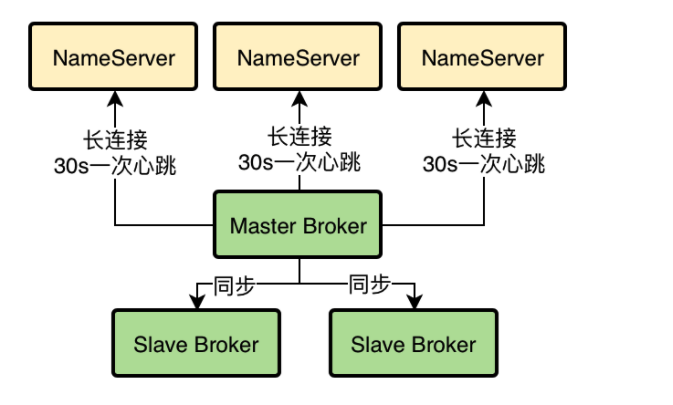 NameServer
NameServer
NameServer
长连接
30s一次心跳
长连接
30s一次心跳
长连接
30s一次心跳
Master Broker
同步
同步
Slave Broker
Slave Broker